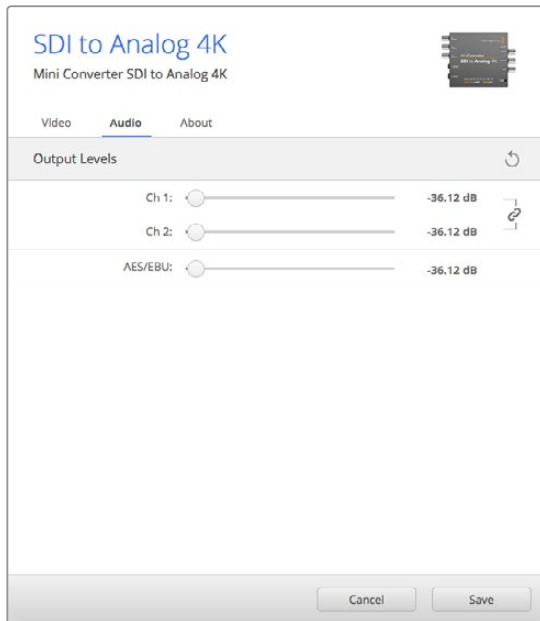 SDI to Analog 4K
Mini Converter SDI to Analog 4K
Video Audio About
Output Levels
Ch 1: -36.12 dB
Ch 2: -36.12 dB
AES/EBU: -36.12 dB
Cancel Save